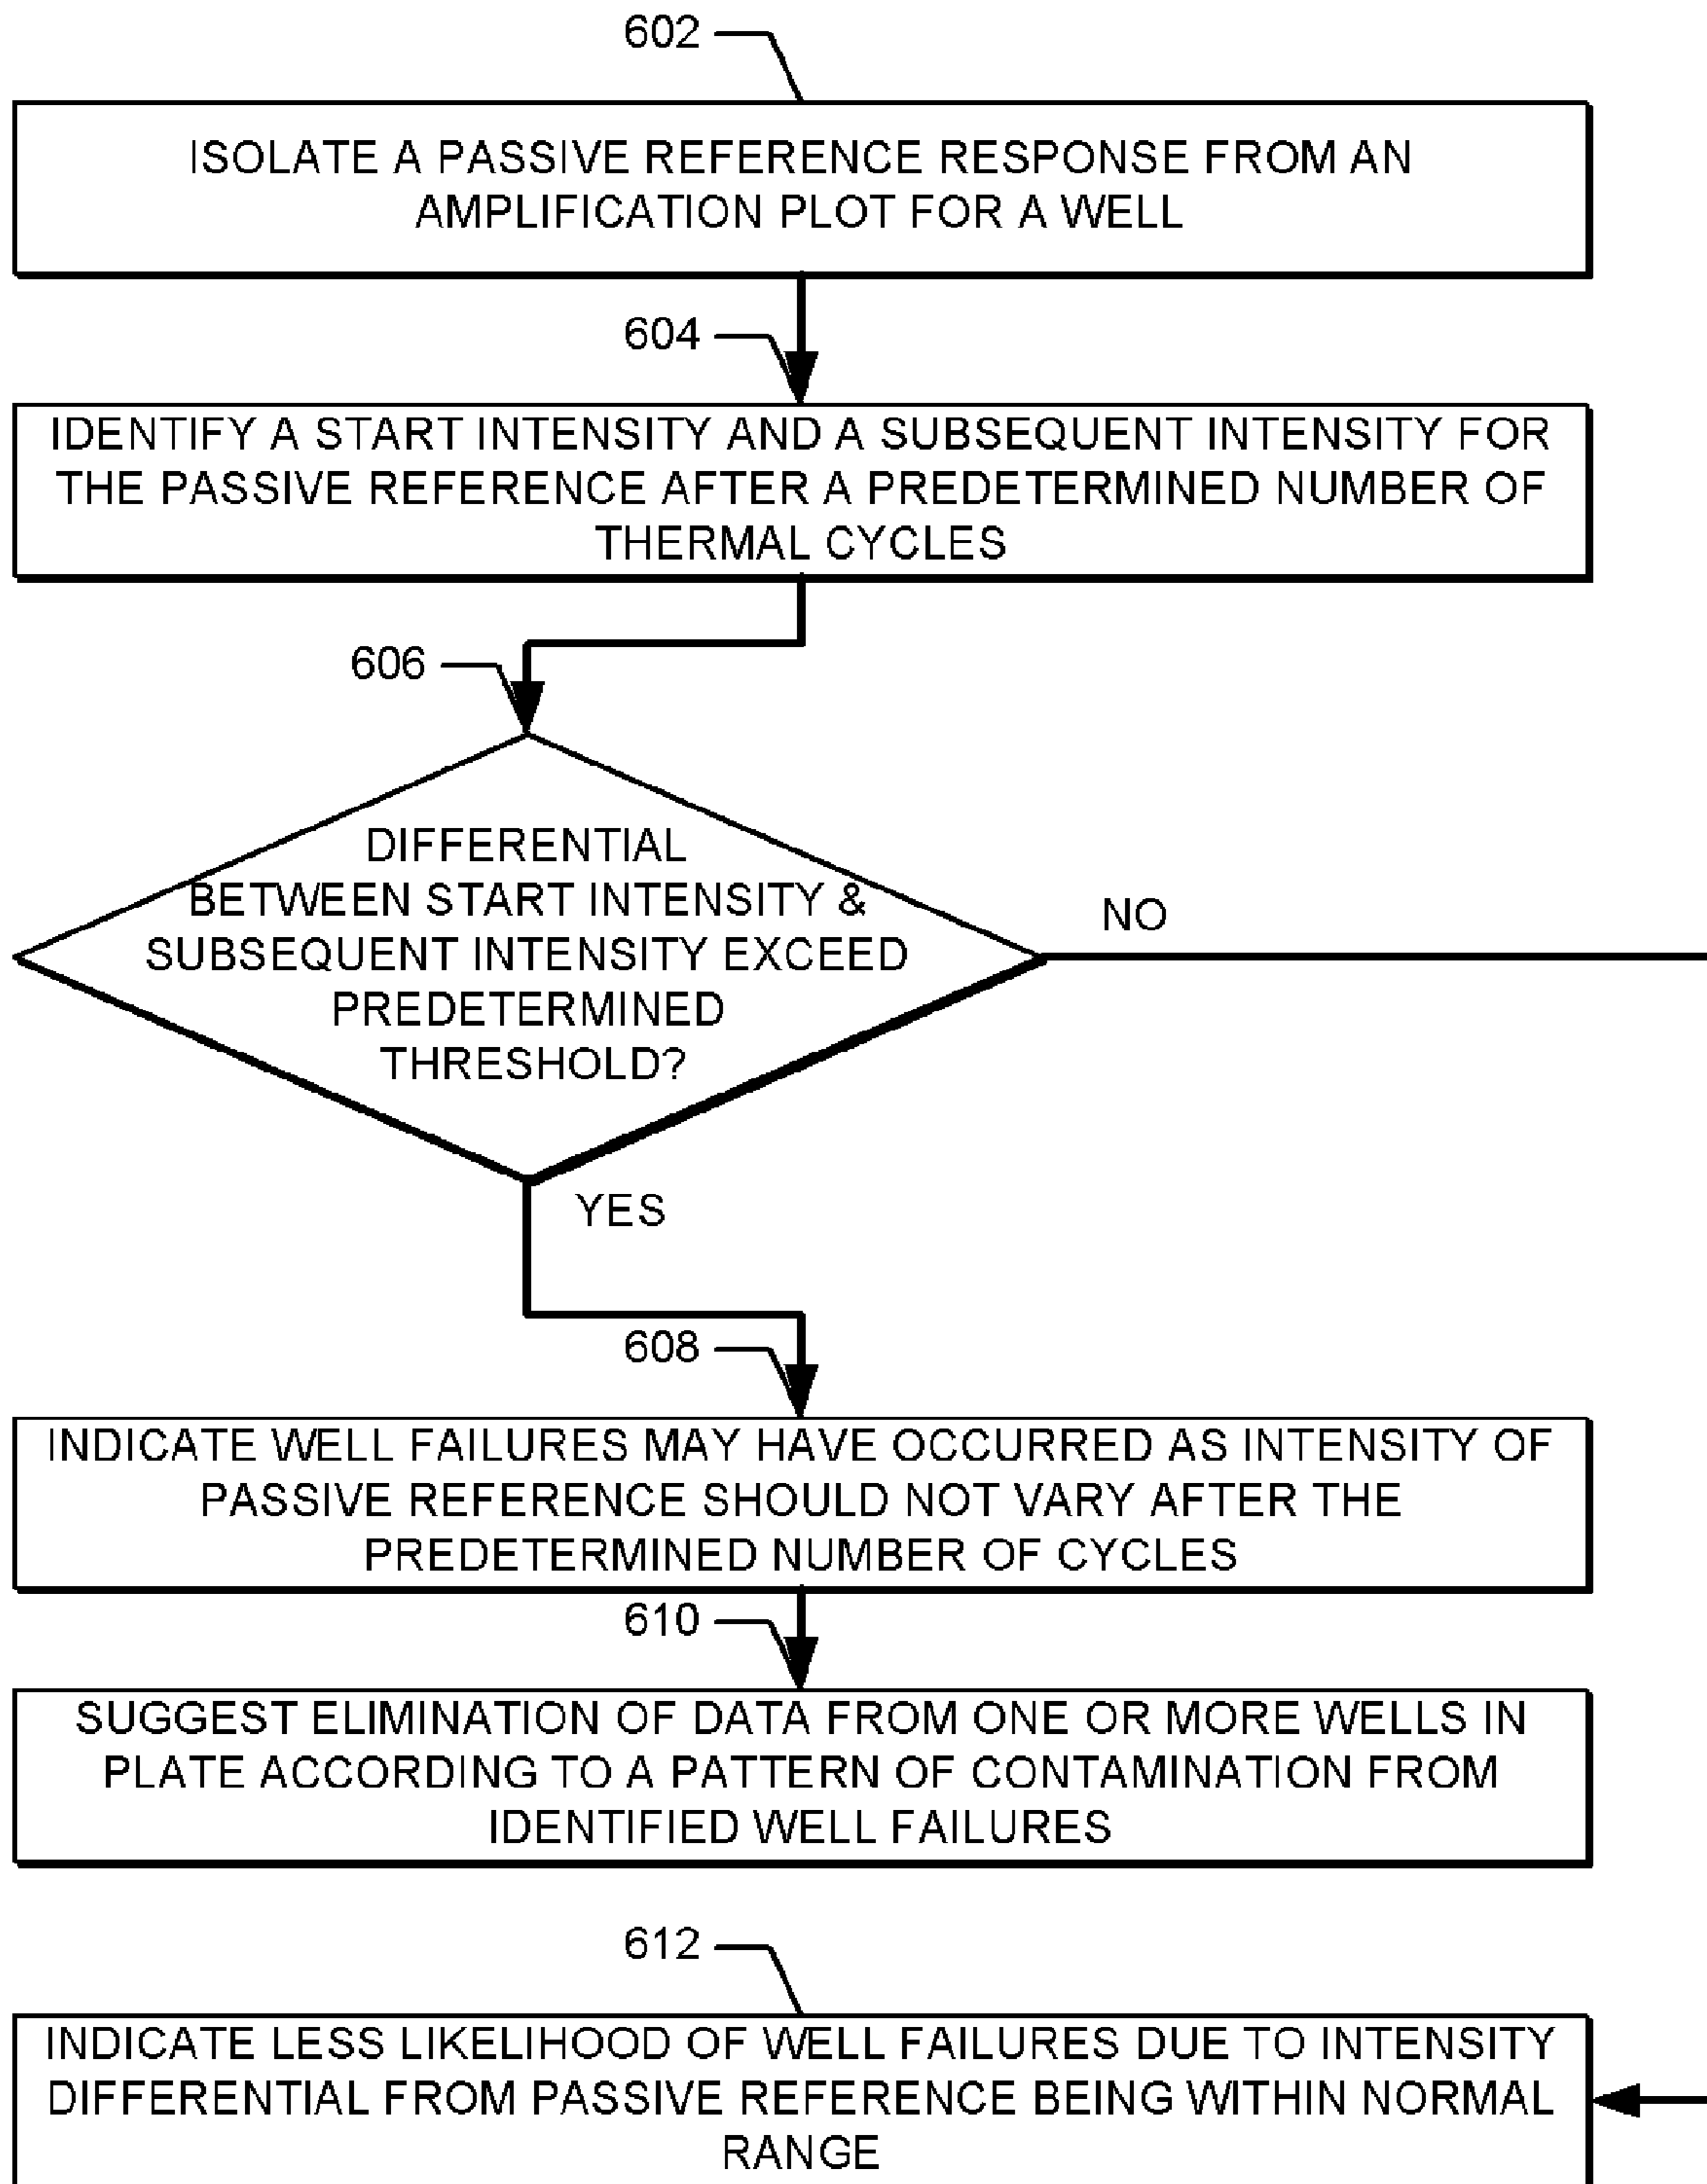 602
ISOLATE A PASSIVE REFERENCE RESPONSE FROM AN
AMPLIFICATION PLOT FOR A WELL
604
IDENTIFY A START INTENSITY AND A SUBSEQUENT INTENSITY FOR
THE PASSIVE REFERENCE AFTER A PREDETERMINED NUMBER OF
THERMAL CYCLES
606
DIFFERENTIAL
BETWEEN START INTENSITY &
SUBSEQUENT INTENSITY EXCEED
PREDETERMINED
THRESHOLD?
NO
YES
608
INDICATE WELL FAILURES MAY HAVE OCCURRED AS INTENSITY OF
PASSIVE REFERENCE SHOULD NOT VARY AFTER THE
PREDETERMINED NUMBER OF CYCLES
610
SUGGEST ELIMINATION OF DATA FROM ONE OR MORE WELLS IN
PLATE ACCORDING TO A PATTERN OF CONTAMINATION FROM
IDENTIFIED WELL FAILURES
612
INDICATE LESS LIKELIHOOD OF WELL FAILURES DUE TO INTENSITY
DIFFERENTIAL FROM PASSIVE REFERENCE BEING WITHIN NORMAL
RANGE